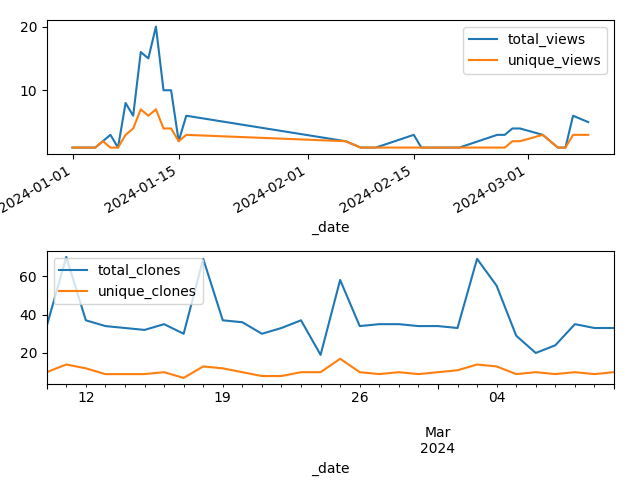 20
10
total_views
unique_views
2024-01-01
2024-01-15
2024-02-01
2024-02-15
2024-03-01
_date
60
40
20
total_clones
unique_clones
12
19
26
04
Mar
2024
_date